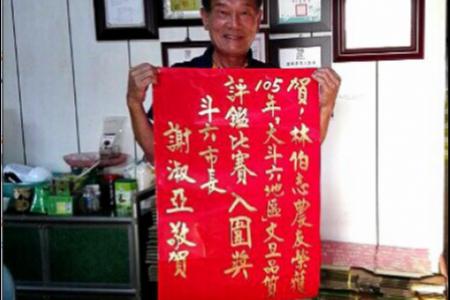 賀！林伯志農友榮獲
105年「大斗六地區」文旦品質
評鑑比賽入圍獎
斗六市長
謝淑亞敬賀